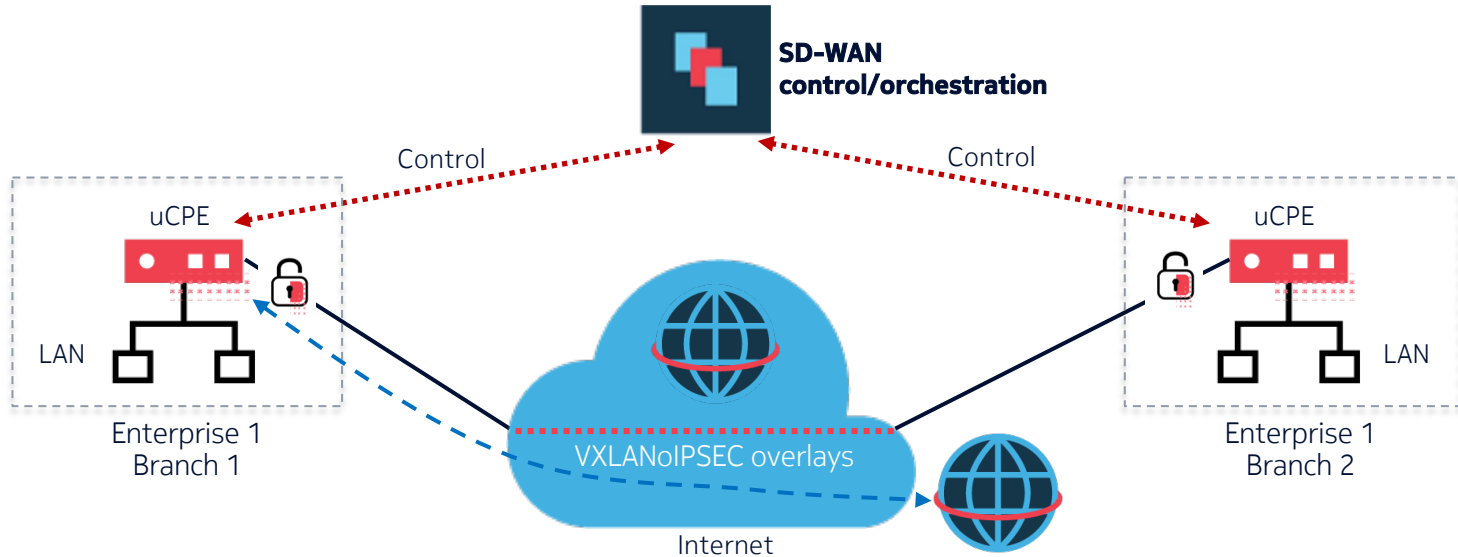 SD-WAN
control/orchestration
Control
Control
uCPE
uCPE
LAN
LAN
Enterprise 1
Branch 1
VXLANoIPSEC overlays
Enterprise 1
Branch 2
Internet